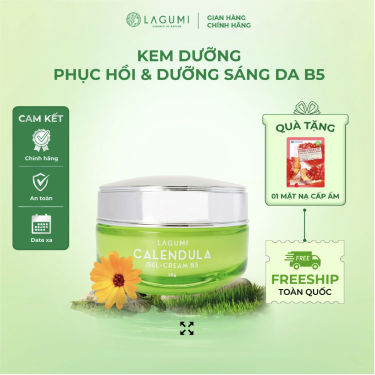 LAGUMI
GIAN HÀNG
CHÍNH HÃNG
KEM DƯỠNG
PHỤC HỒI & DƯỠNG SÁNG DA B5
CAM KẾT
Chính hãng
An toàn
Date xa
QUÀ TẶNG
01 MẶT NẠ CẤP ẨM
FREE
FREESHIP
TOÀN QUỐC
LAGUMI
CALENDULA
GEL-CREAM B5